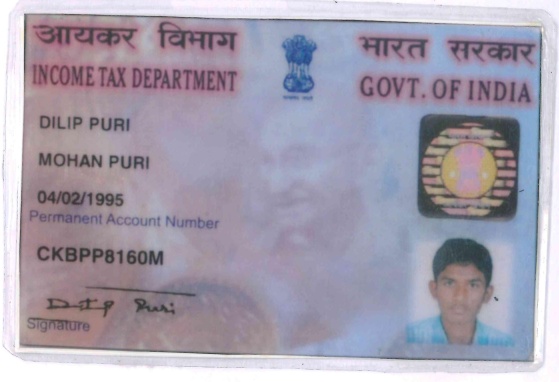 आयकर विभाग
INCOME TAX DEPARTMENT
भारत सरकार
GOVT. OF INDIA
DILIP PURI
MOHAN PURI
04/02/1995
Permanent Account Number
CKBPP8160M
Dilip Puri
Signature